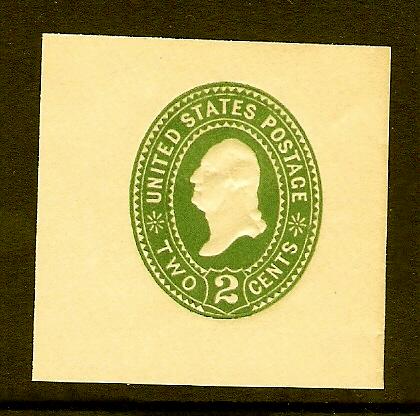 UNITED STATES POSTAGE
TWO 2 CENTS